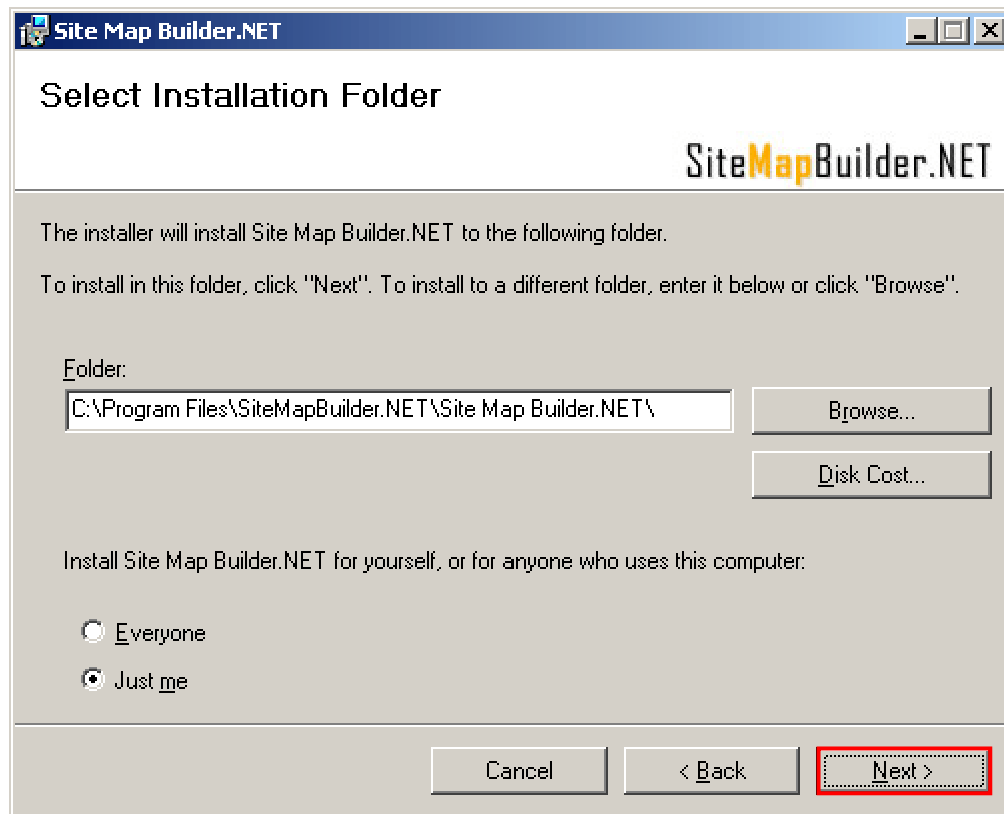 Site Map Builder.NET
Select Installation Folder
SiteMapBuilder.NET
The installer will install Site Map Builder.NET to the following folder.
To install in this folder, click "Next". To install to a different folder, enter it below or click "Browse".
Folder:
C:\Program Files\SiteMapBuilder.NET\Site Map Builder.NET\
Browse...
Disk Cost...
Install Site Map Builder.NET for yourself, or for anyone who uses this computer:
Everyone
Just me
Cancel
< Back
Next >